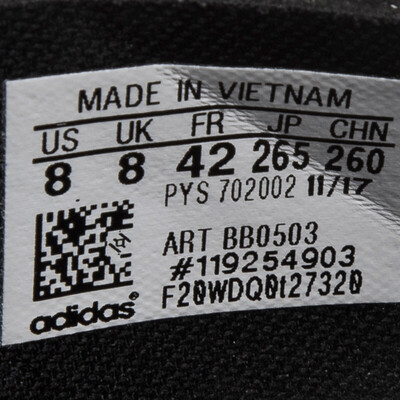 MADE IN VIETNAM
US UK FR JP CHN
8 8 42 265 260
PYS 702002 11/17
ART BB0503
#119254903
F20WDQ0t27320
adidas®